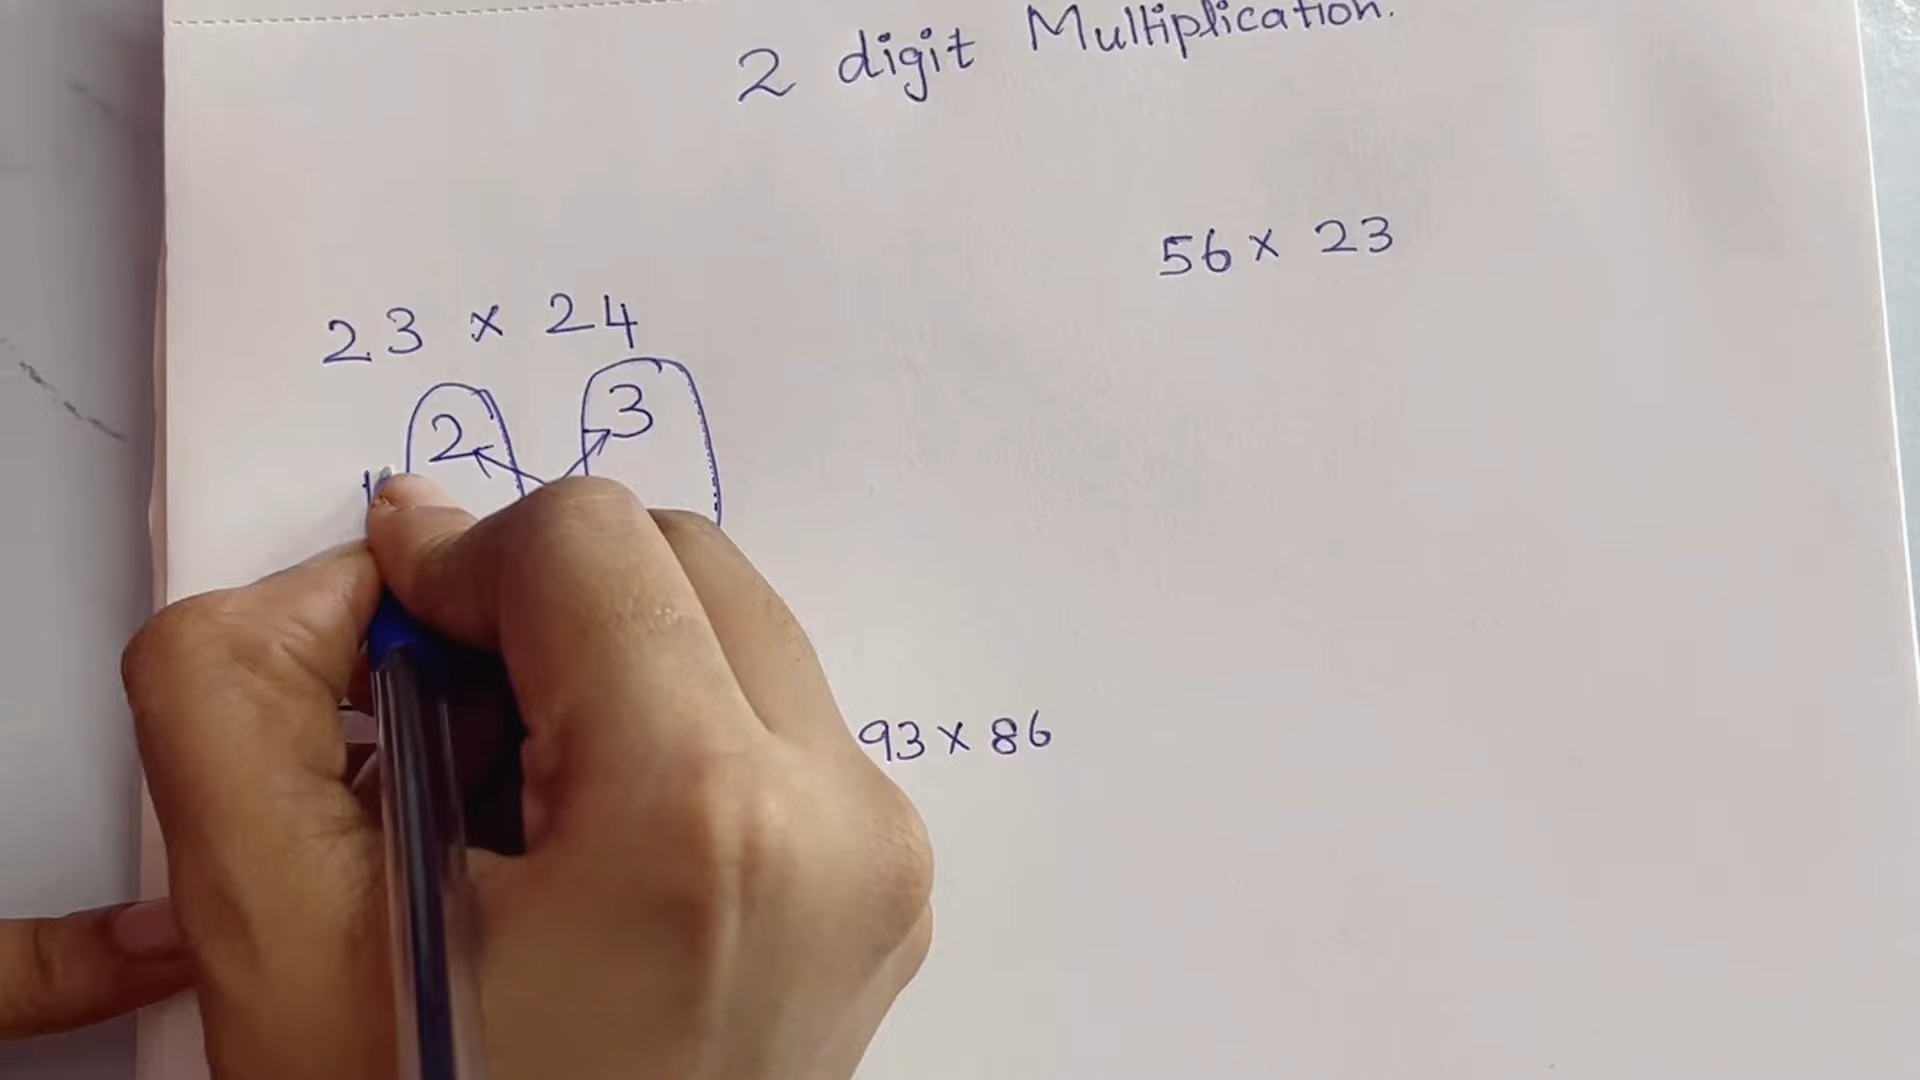 2 digit Multiplication.
56 x 23
23 x 24
2 3
93 x 86